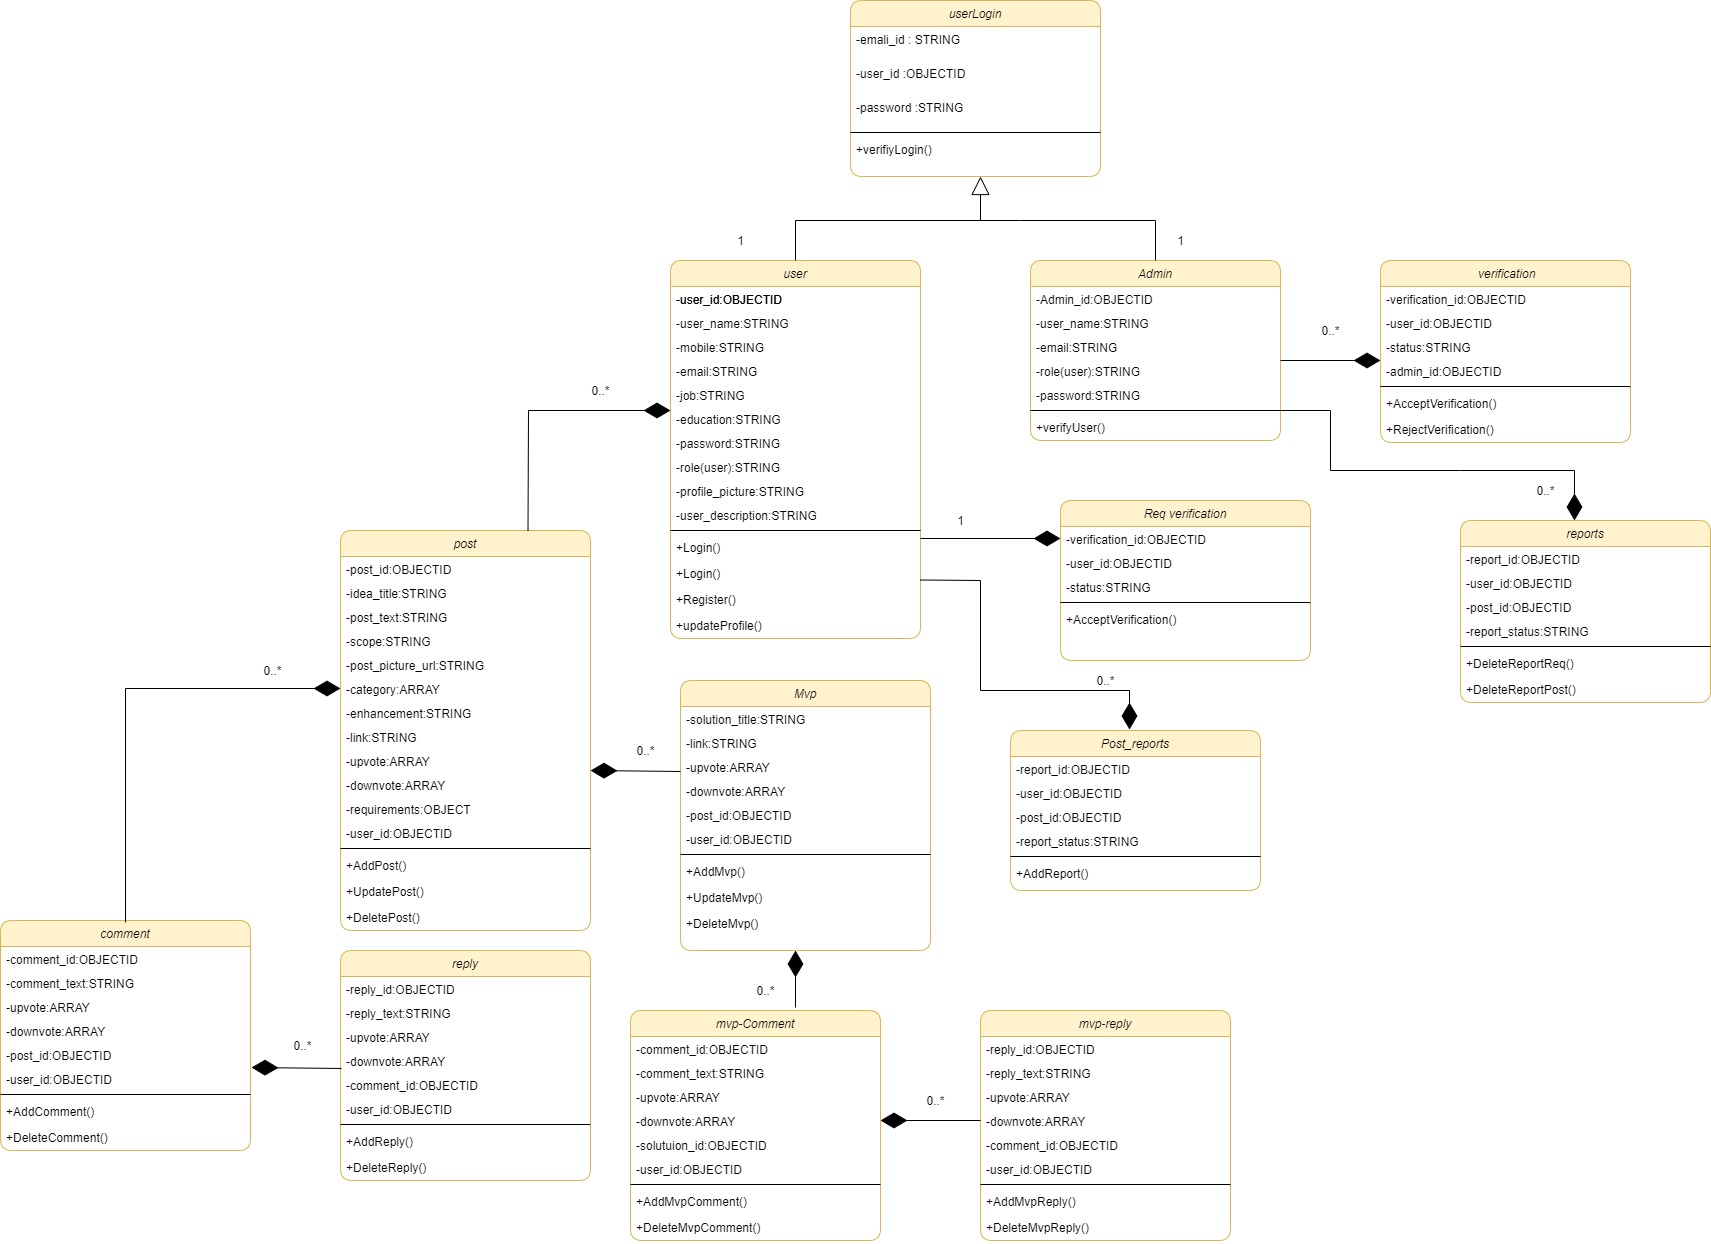 userLogin
-emali_id : STRING
-user_id :OBJECTID
-password :STRING
+verifiyLogin()
1
1
user
-user_id:OBJECTID
-user_name:STRING
-mobile:STRING
-email:STRING
-job:STRING
-education:STRING
-password:STRING
-role(user):STRING
-profile_picture:STRING
-user_description:STRING
+Login()
+Login()
+Register()
+updateProfile()
Admin
-Admin_id:OBJECTID
-user_name:STRING
-email:STRING
-role(user):STRING
-password:STRING
+verifyUser()
0..*
verification
-verification_id:OBJECTID
-user_id:OBJECTID
-status:STRING
-admin_id:OBJECTID
+AcceptVerification()
+RejectVerification()
0..*
1
Req verification
-verification_id:OBJECTID
-user_id:OBJECTID
-status:STRING
+AcceptVerification()
0..*
reports
-report_id:OBJECTID
-user_id:OBJECTID
-post_id:OBJECTID
-report_status:STRING
+DeleteReportReq()
+DeleteReportPost()
post
-post_id:OBJECTID
-idea_title:STRING
-post_text:STRING
-scope:STRING
-post_picture_url:STRING
-category:ARRAY
-enhancement:STRING
-link:STRING
-upvote:ARRAY
-downvote:ARRAY
-requirements:OBJECT
-user_id:OBJECTID
+AddPost()
+UpdatePost()
+DeletePost()
0..*
0..*
Mvp
-solution_title:STRING
-link:STRING
-upvote:ARRAY
-downvote:ARRAY
-post_id:OBJECTID
-user_id:OBJECTID
+AddMvp()
+UpdateMvp()
+DeleteMvp()
0..*
Post_reports
-report_id:OBJECTID
-user_id:OBJECTID
-post_id:OBJECTID
-report_status:STRING
+AddReport()
comment
-comment_id:OBJECTID
-comment_text:STRING
-upvote:ARRAY
-downvote:ARRAY
-post_id:OBJECTID
-user_id:OBJECTID
+AddComment()
+DeleteComment()
0..*
reply
-reply_id:OBJECTID
-reply_text:STRING
-upvote:ARRAY
-downvote:ARRAY
-comment_id:OBJECTID
-user_id:OBJECTID
+AddReply()
+DeleteReply()
0..*
mvp-Comment
-comment_id:OBJECTID
-comment_text:STRING
-upvote:ARRAY
-downvote:ARRAY
-solutuion_id:OBJECTID
-user_id:OBJECTID
+AddMvpComment()
+DeleteMvpComment()
0..*
mvp-reply
-reply_id:OBJECTID
-reply_text:STRING
-upvote:ARRAY
-downvote:ARRAY
-comment_id:OBJECTID
-user_id:OBJECTID
+AddMvpReply()
+DeleteMvpReply()